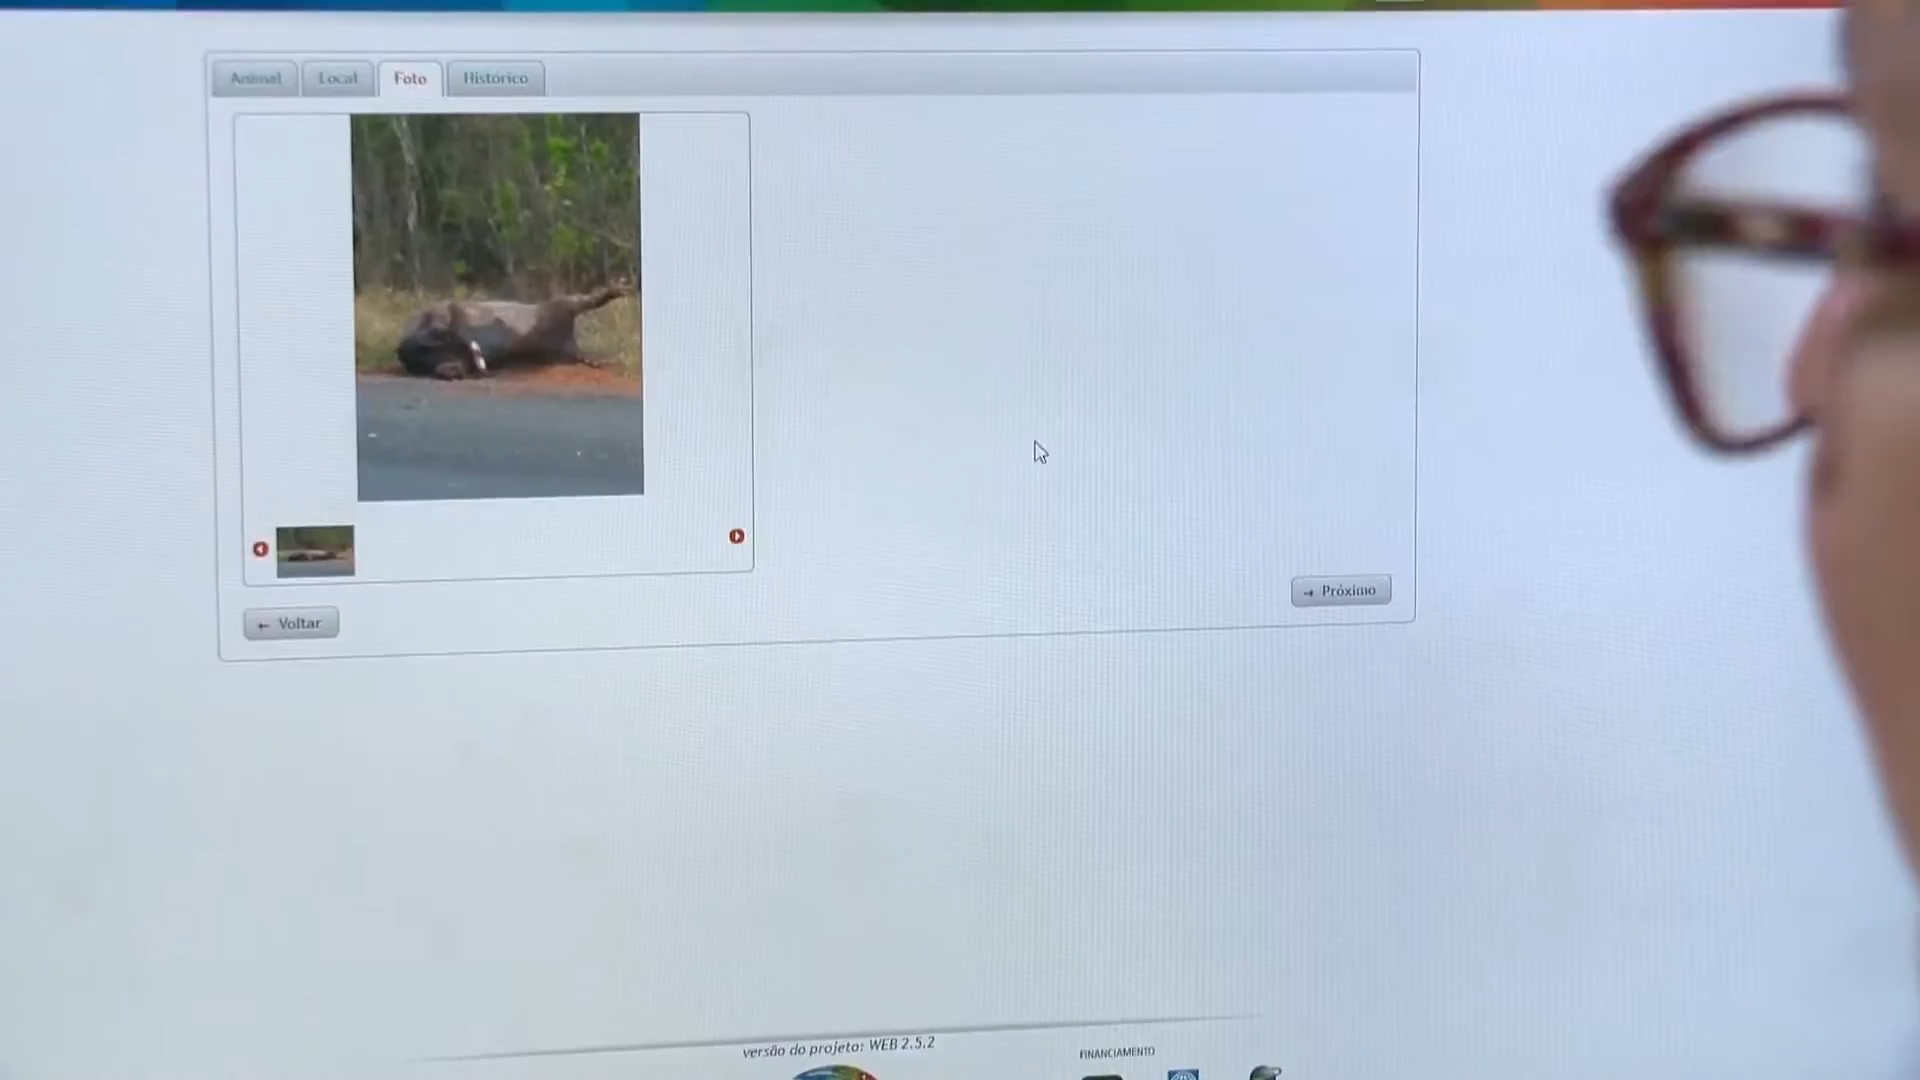 Animal Local Foto Histórico
Próximo
Voltar
versão do projeto: WEB 2.5.2
FINANCIAMENTO